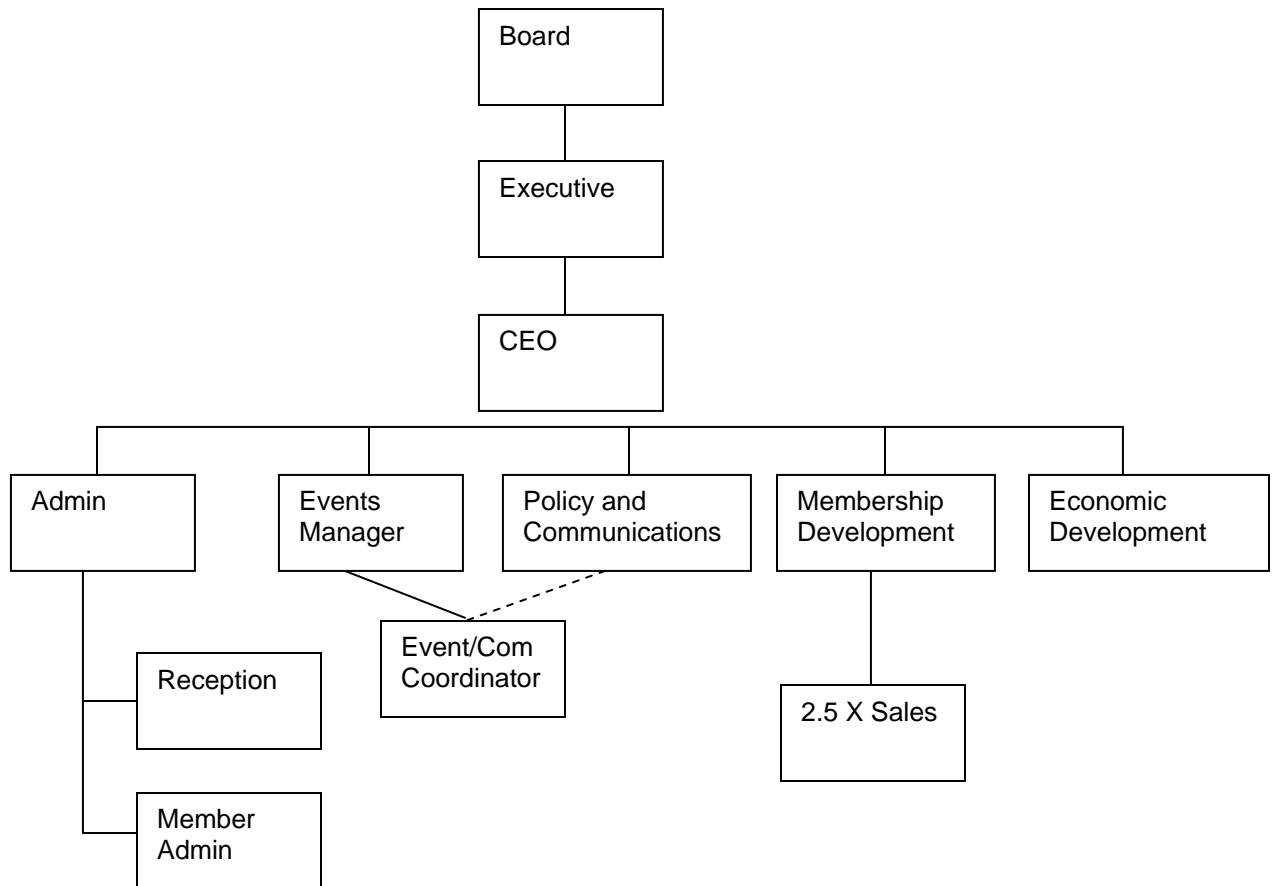 Board
Executive
CEO
Admin
Events
Manager
Policy and
Communications
Membership
Development
Economic
Development
Event/Com
Coordinator
Reception
2.5 X Sales
Member
Admin